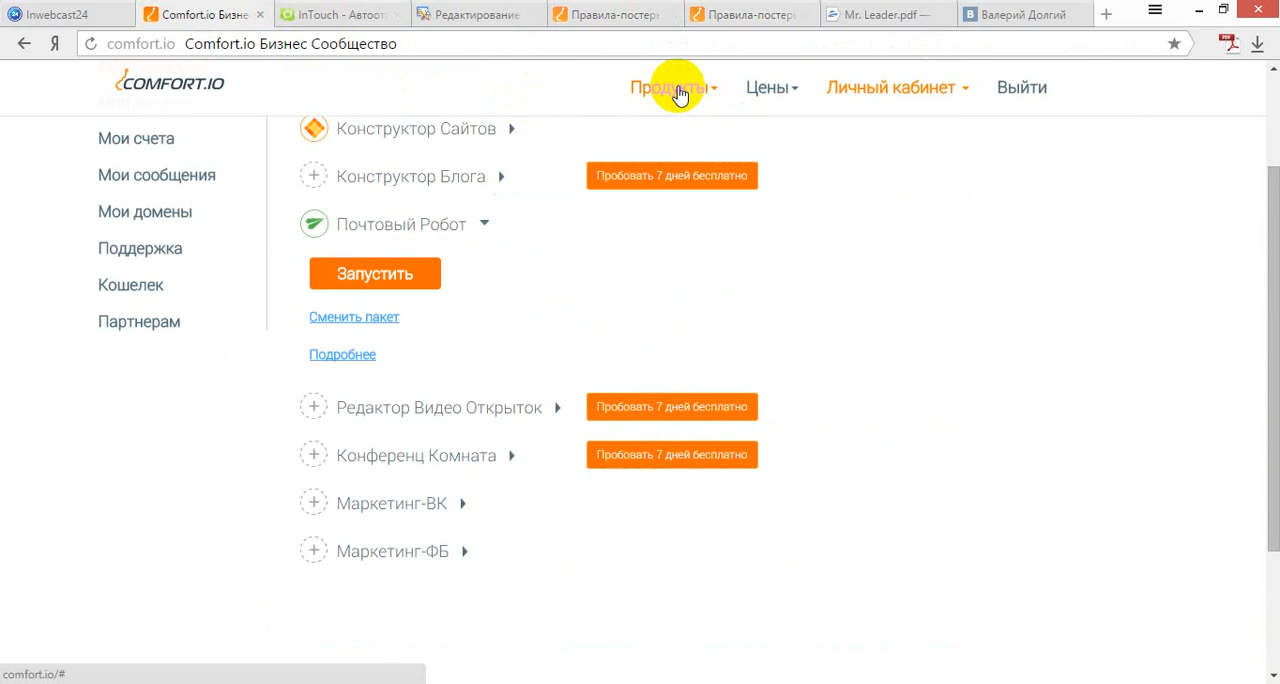 Inwebcast24
Comfort.io Бизне
InTouch - Автоот
Редактирование
Правила-постер
Правила-постер
Mr. Leader.pdf —
Валерий Долгий
comfort.io Comfort.io Бизнес Сообщество
COMFORT.IO
Продукты
Цены
Личный кабинет
Выйти
Мои счета
Мои сообщения
Мои домены
Поддержка
Кошелек
Партнерам
Конструктор Сайтов
Конструктор Блога
Пробовать 7 дней бесплатно
Почтовый Робот
Запустить
Сменить пакет
Подробнее
Редактор Видео Открыток
Пробовать 7 дней бесплатно
Конференц Комната
Пробовать 7 дней бесплатно
Маркетинг-ВК
Маркетинг-ФБ
comfort.io/#